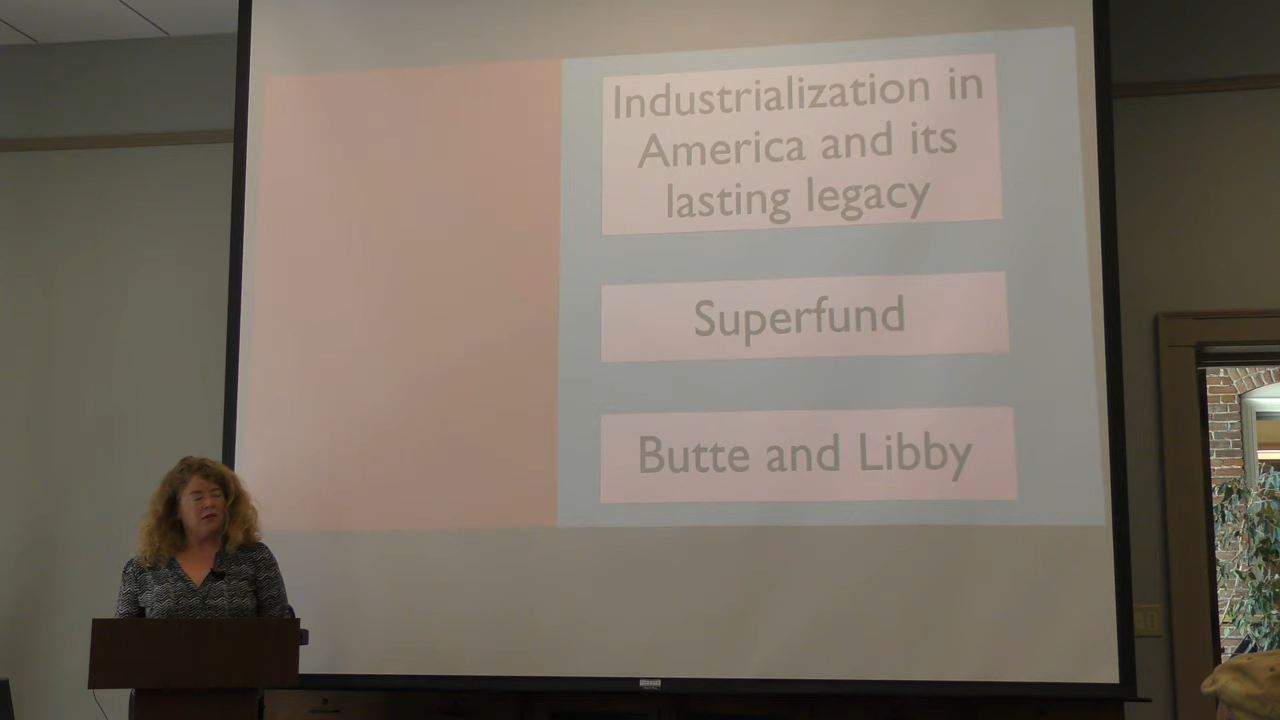 Industrialization in
America and its
lasting legacy
Superfund
Butte and Libby